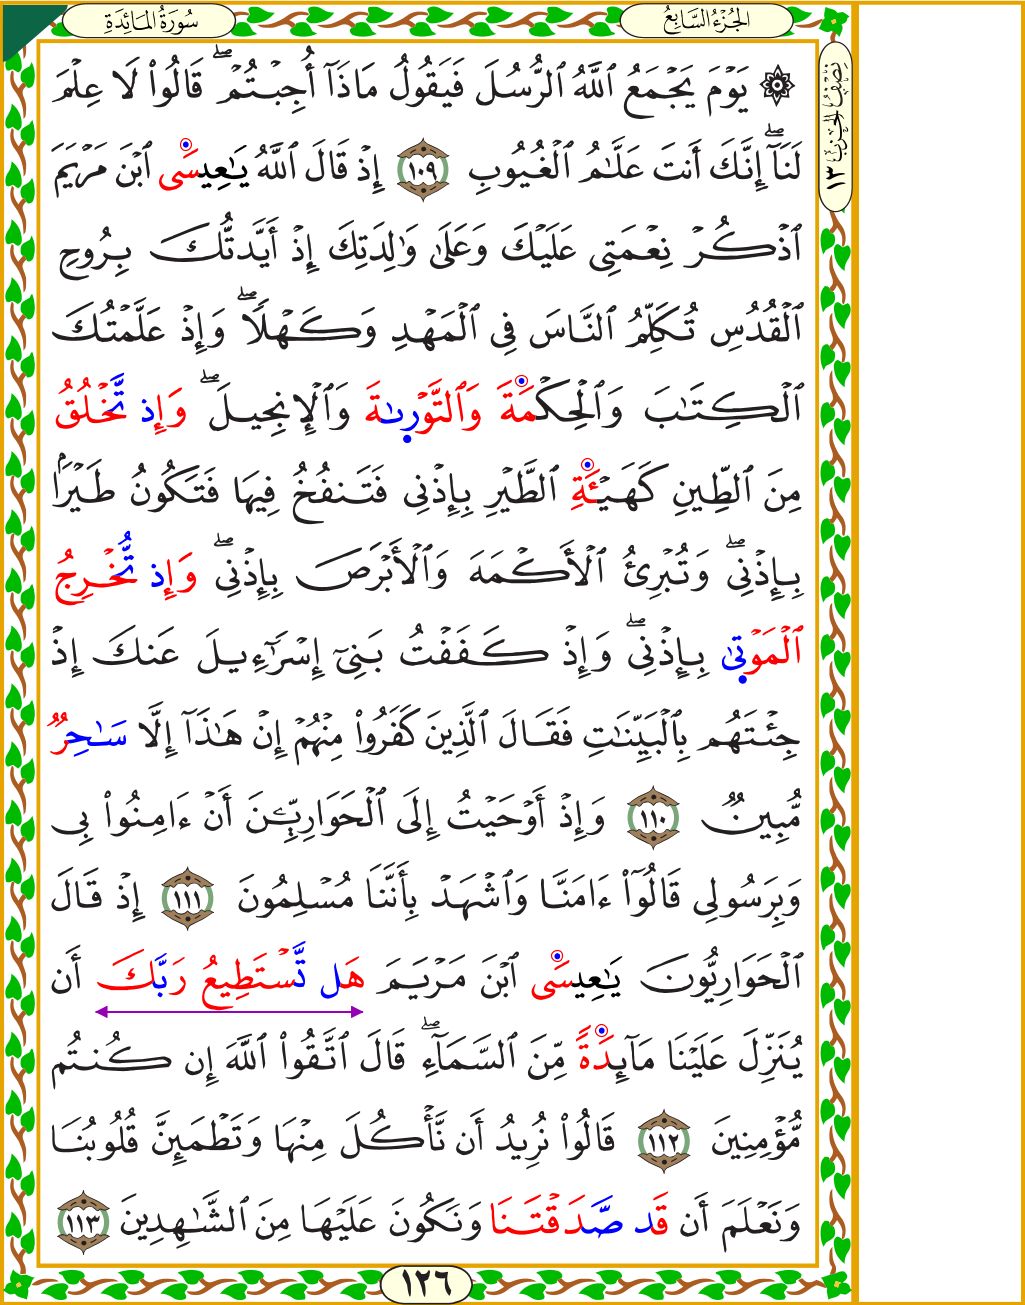 سُورَةُ المَائِدَةِ
الجُزْءُ السَّابِعُ
نِصْفُ الحِزْبِ ١٣
۞ يَوْمَ يَجْمَعُ ٱللَّهُ ٱلرُّسُلَ فَيَقُولُ مَاذَآ أُجِبْتُمْۖ قَالُوا۟ لَا عِلْمَ
لَنَآۖ إِنَّكَ أَنتَ عَلَّٰمُ ٱلْغُيُوبِ ١٠٩ إِذْ قَالَ ٱللَّهُ يَٰعِيسَى ٱبْنَ مَرْيَمَ
ٱذْكُرْ نِعْمَتِى عَلَيْكَ وَعَلَىٰ وَٰلِدَتِكَ إِذْ أَيَّدتُّكَ بِرُوحِ
ٱلْقُدُسِ تُكَلِّمُ ٱلنَّاسَ فِى ٱلْمَهْدِ وَكَهْلًاۖ وَإِذْ عَلَّمْتُكَ
ٱلْكِتَٰبَ وَٱلْحِكْمَةَ وَٱلتَّوْرىٰةَ وَٱلْإِنجِيلَۖ وَإِذ تَّخْلُقُ
مِنَ ٱلطِّينِ كَهَيْـَٔةِ ٱلطَّيْرِ بِإِذْنِى فَتَنفُخُ فِيهَا فَتَكُونُ طَيْرًۢا
بِإِذْنِىۖ وَتُبْرِئُ ٱلْأَكْمَهَ وَٱلْأَبْرَصَ بِإِذْنِىۖ وَإِذ تُّخْرِجُ
ٱلْمَوْتىٰ بِإِذْنِىۖ وَإِذْ كَفَفْتُ بَنِىٓ إِسْرَٰٓءِيلَ عَنكَ إِذْ
جِئْتَهُم بِٱلْبَيِّنَٰتِ فَقَالَ ٱلَّذِينَ كَفَرُوا۟ مِنْهُمْ إِنْ هَٰذَآ إِلَّا سَٰحِرٌ
مُّبِينٌ ١١٠ وَإِذْ أَوْحَيْتُ إِلَى ٱلْحَوَارِيِّـۧنَ أَنْ ءَامِنُوا۟ بِى
وَبِرَسُولِى قَالُوٓا۟ ءَامَنَّا وَٱشْهَدْ بِأَنَّنَا مُسْلِمُونَ ١١١ إِذْ قَالَ
ٱلْحَوَارِيُّونَ يَٰعِيسَى ٱبْنَ مَرْيَمَ هَل تَّسْتَطِيعُ رَبَّكَ أَن
يُنَزِّلَ عَلَيْنَا مَآئِدَةً مِّنَ ٱلسَّمَآءِۖ قَالَ ٱتَّقُوا۟ ٱللَّهَ إِن كُنتُم
مُّؤْمِنِينَ ١١٢ قَالُوا۟ نُرِيدُ أَن نَّأْكُلَ مِنْهَا وَتَطْمَئِنَّ قُلُوبُنَا
وَنَعْلَمَ أَن قَد صَّدَقْتَنَا وَنَكُونَ عَلَيْهَا مِنَ ٱلشَّٰهِدِينَ ١١٣
١٢٦